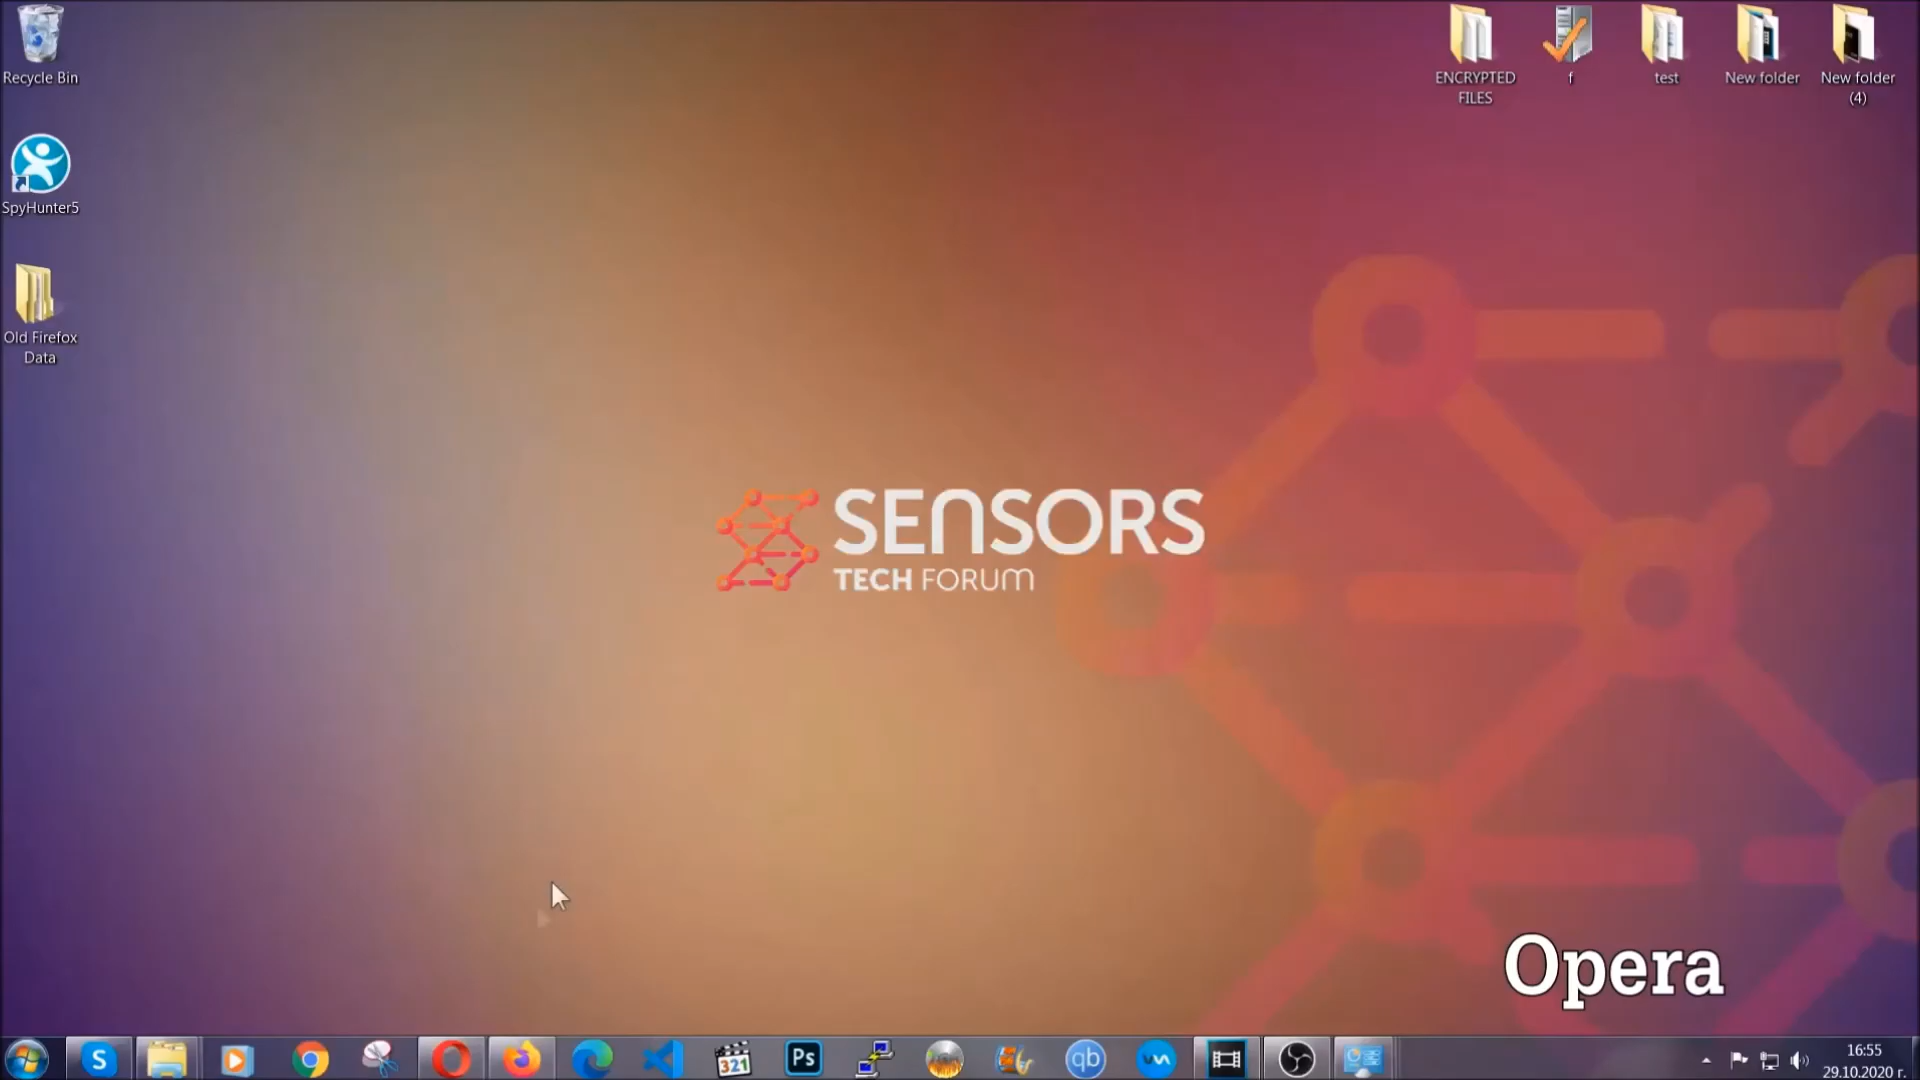 Recycle Bin
SpyHunter5
Old Firefox
Data
ENCRYPTED
FILES
f
test
New folder
New folder
(4)
SENSORS
TECH FORUM
Opera
S
321
Ps
qb
16:55
29.10.2020 г.